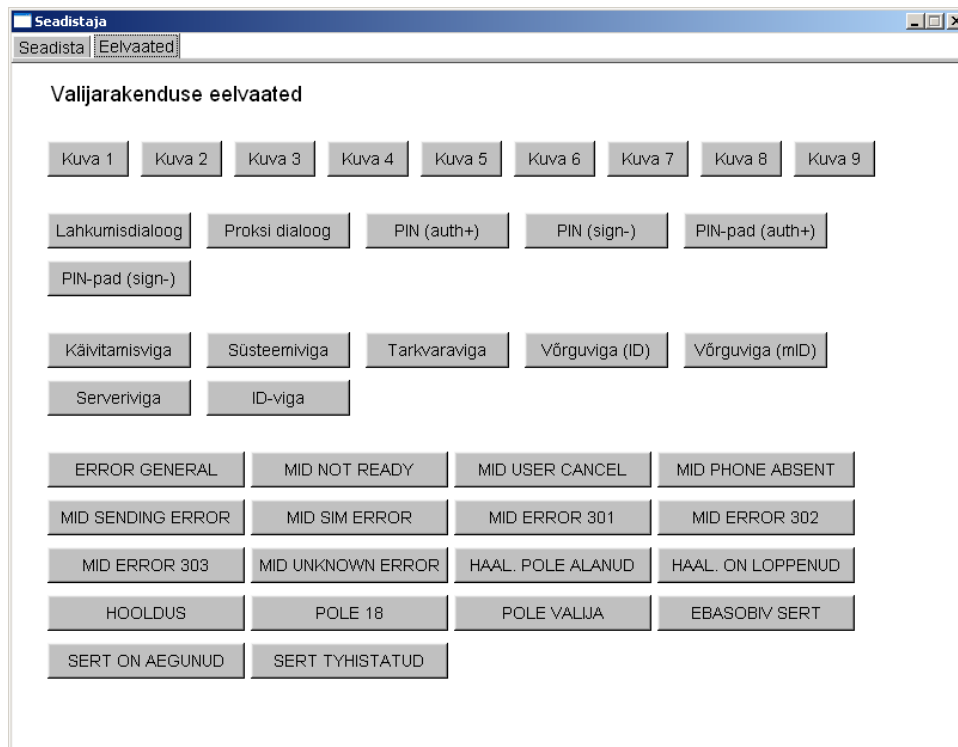 Seadistaja
Seadista Eelvaated
Valijarakenduse eelvaated
Kuva 1 Kuva 2 Kuva 3 Kuva 4 Kuva 5 Kuva 6 Kuva 7 Kuva 8 Kuva 9
Lahkumisdialoog Proksi dialoog PIN (auth+) PIN (sign-) PIN-pad (auth+)
PIN-pad (sign-)
Käivitamisviga Süsteemiviga Tarkvaraviga Võrguviga (ID) Võrguviga (mID)
Serveriviga ID-viga
ERROR GENERAL MID NOT READY MID USER CANCEL MID PHONE ABSENT
MID SENDING ERROR MID SIM ERROR MID ERROR 301 MID ERROR 302
MID ERROR 303 MID UNKNOWN ERROR HAAL. POLE ALANUD HAAL. ON LOPPENUD
HOOLDUS POLE 18 POLE VALIJA EBASOBIV SERT
SERT ON AEGUNUD SERT TYHISTATUD